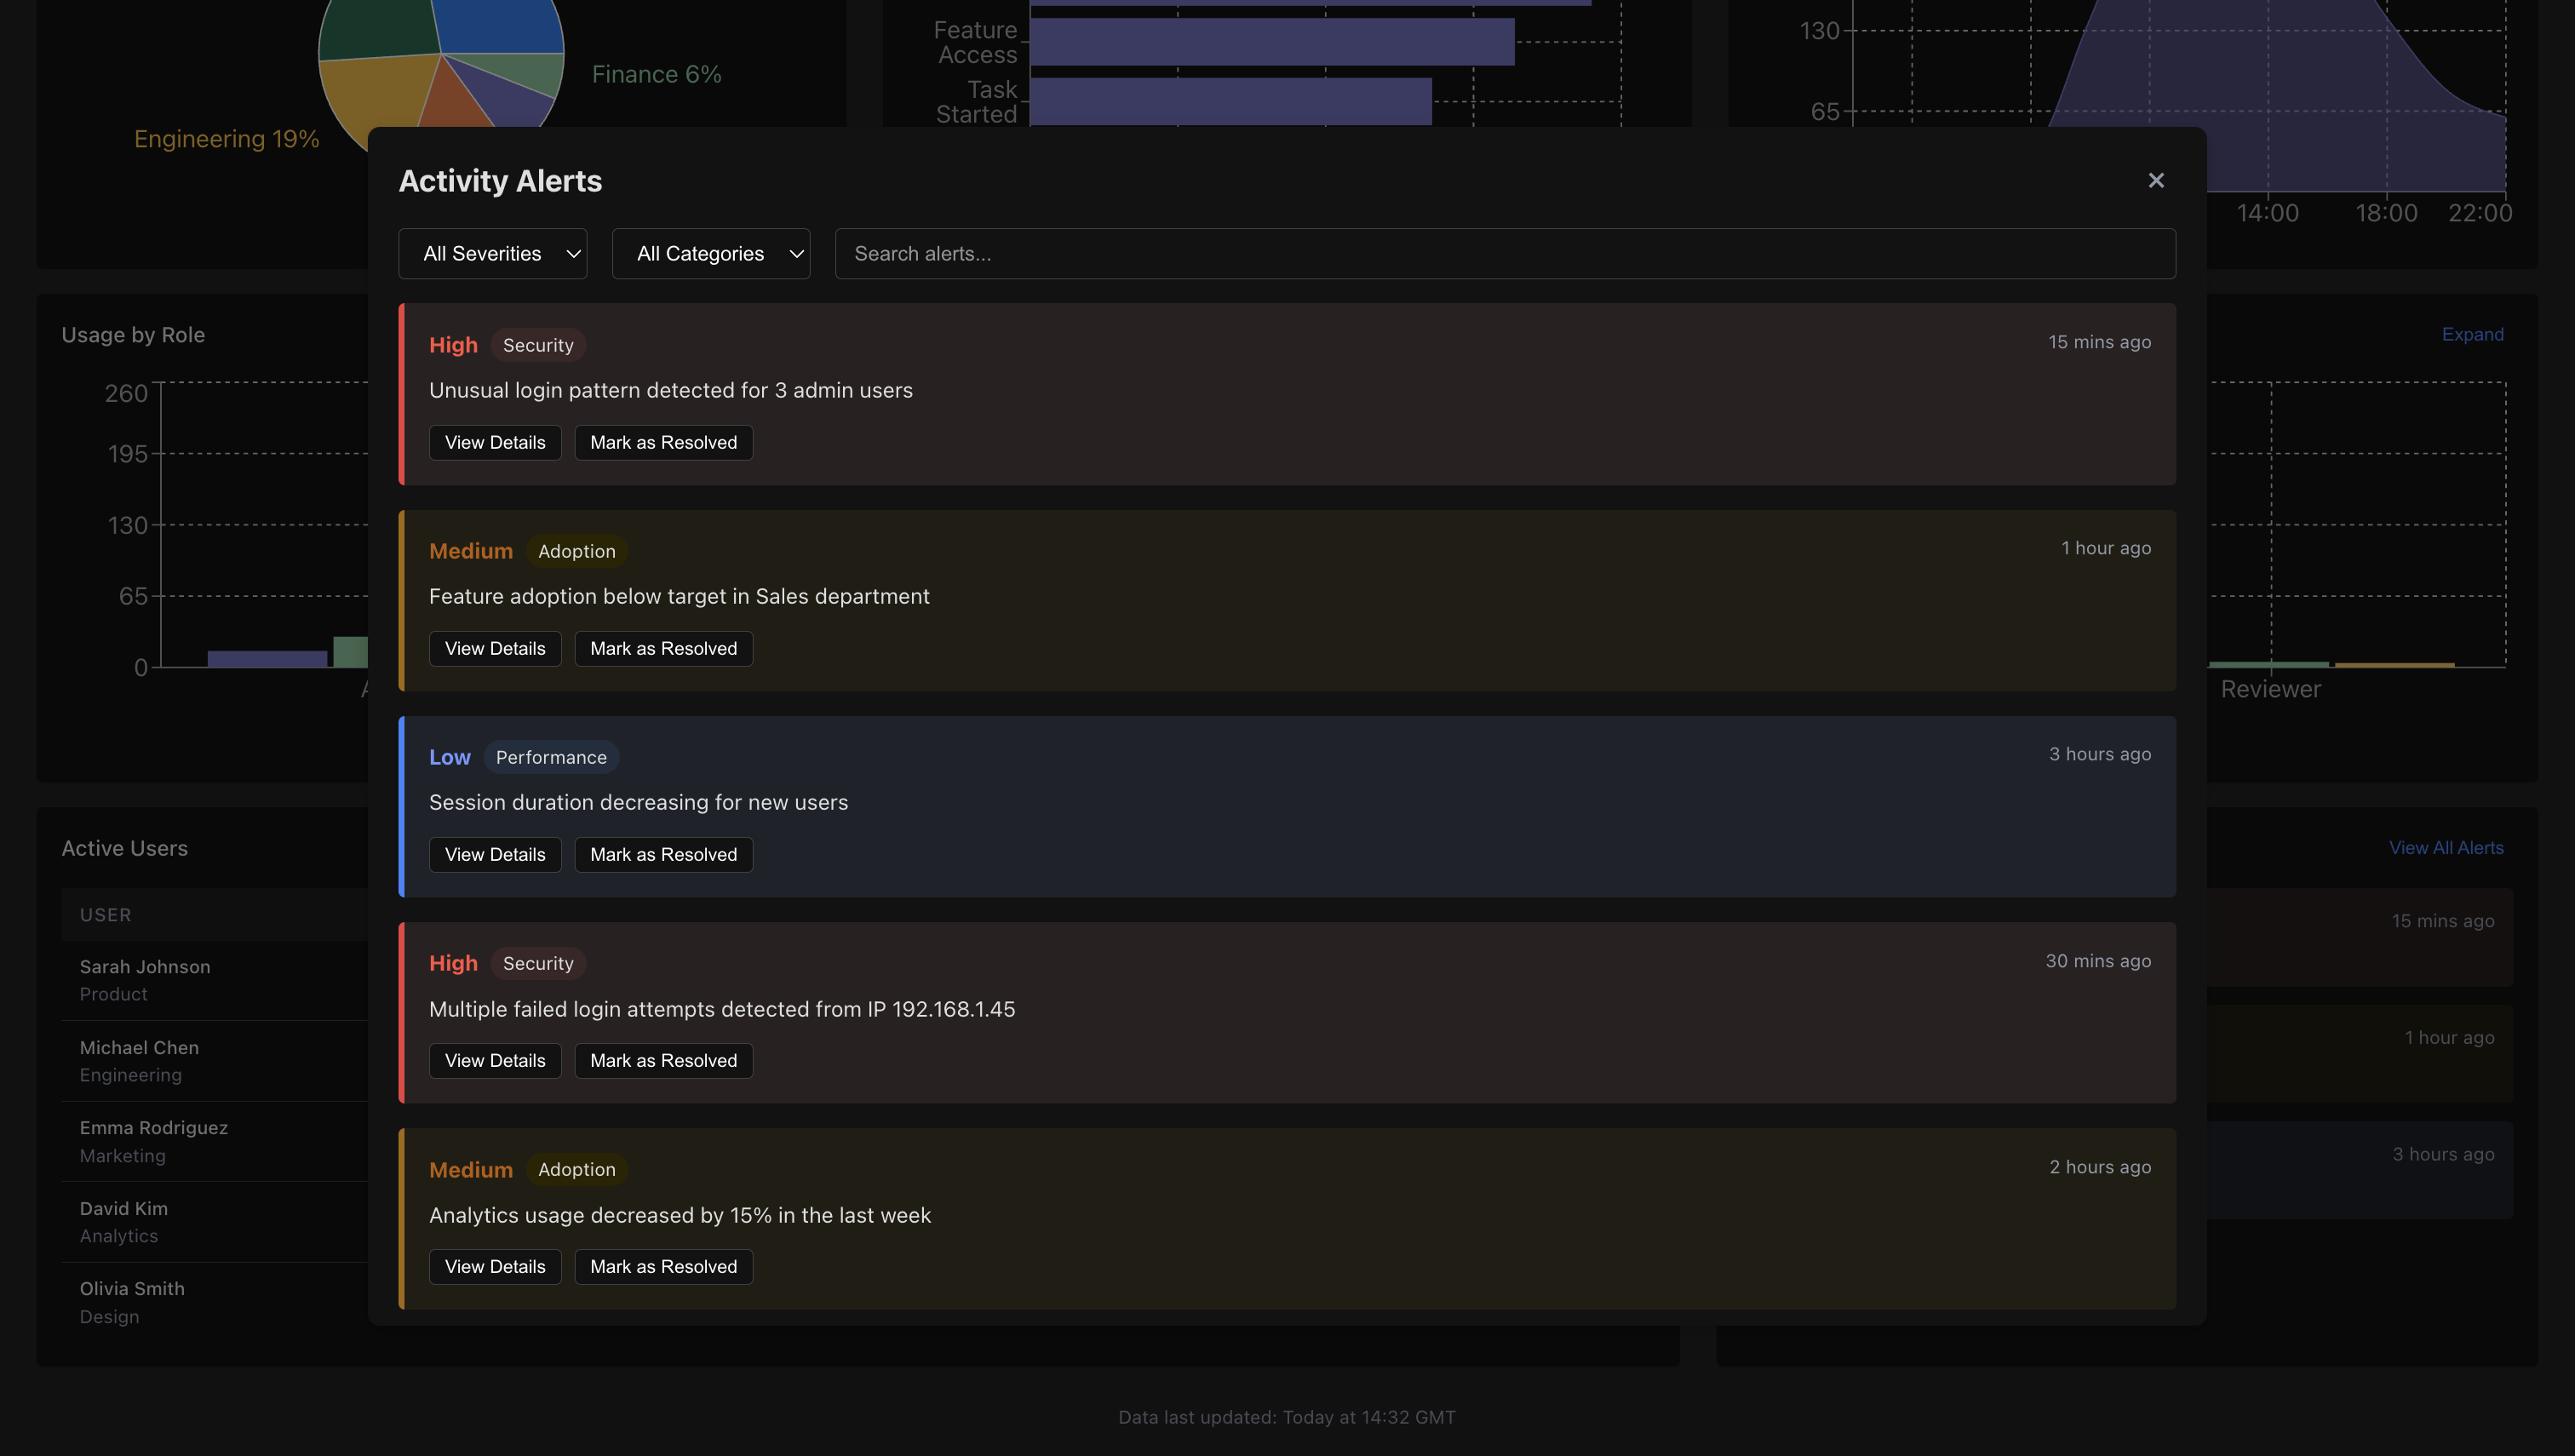 Finance 6%
Engineering 19%
Feature
Access
Task
Started
130
65
14:00
18:00
22:00
Activity Alerts
×
All Severities
All Categories
Search alerts...
High
Security
15 mins ago
Unusual login pattern detected for 3 admin users
View Details
Mark as Resolved
Medium
Adoption
1 hour ago
Feature adoption below target in Sales department
View Details
Mark as Resolved
Low
Performance
3 hours ago
Session duration decreasing for new users
View Details
Mark as Resolved
High
Security
30 mins ago
Multiple failed login attempts detected from IP 192.168.1.45
View Details
Mark as Resolved
Medium
Adoption
2 hours ago
Analytics usage decreased by 15% in the last week
View Details
Mark as Resolved
Usage by Role
260
195
130
65
0
Expand
Reviewer
Active Users
USER
Sarah Johnson
Product
Michael Chen
Engineering
Emma Rodriguez
Marketing
David Kim
Analytics
Olivia Smith
Design
View All Alerts
15 mins ago
1 hour ago
3 hours ago
Data last updated: Today at 14:32 GMT